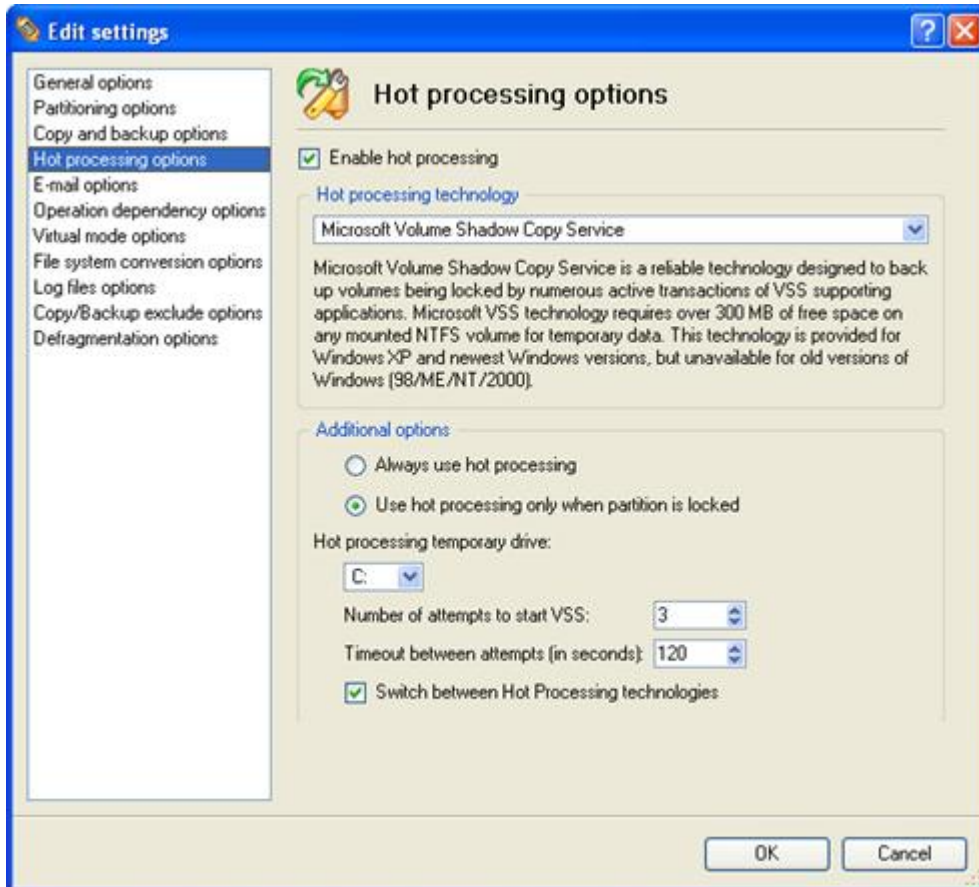 Edit settings
General options
Partitioning options
Copy and backup options
Hot processing options
E-mail options
Operation dependency options
Virtual mode options
File system conversion options
Log files options
Copy/Backup exclude options
Defragmentation options
Hot processing options
Enable hot processing
Hot processing technology
Microsoft Volume Shadow Copy Service
Microsoft Volume Shadow Copy Service is a reliable technology designed to back
up volumes being locked by numerous active transactions of VSS supporting
applications. Microsoft VSS technology requires over 300 MB of free space on
any mounted NTFS volume for temporary data. This technology is provided for
Windows XP and newest Windows versions, but unavailable for old versions of
Windows (98/ME/NT/2000).
Additional options
Always use hot processing
Use hot processing only when partition is locked
Hot processing temporary drive:
C:
Number of attempts to start VSS: 3
Timeout between attempts (in seconds): 120
Switch between Hot Processing technologies
OK Cancel